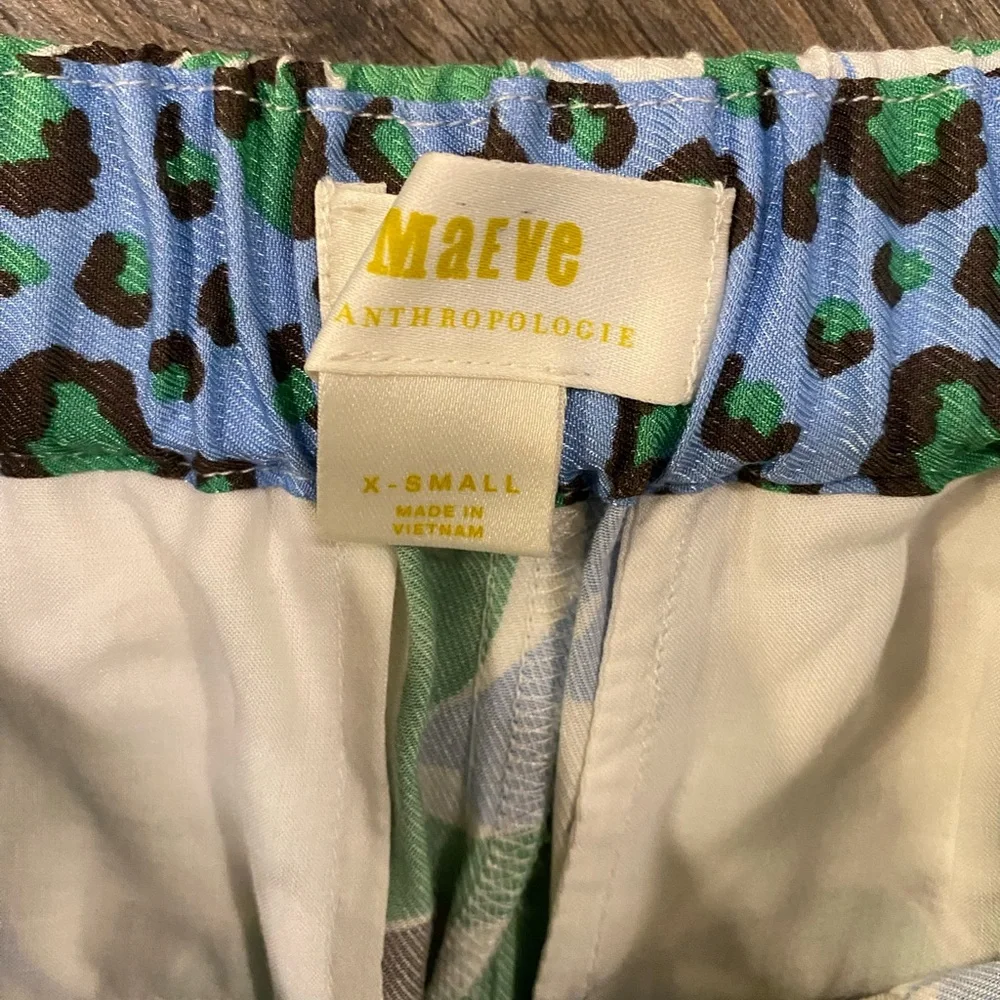 MAEVE
ANTHROPOLOGIE
X-SMALL
MADE IN
VIETNAM